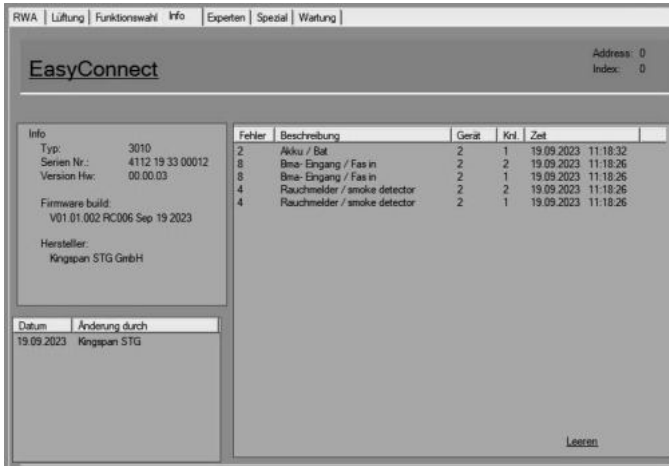 RWA Lüftung Funktionswahl Info Experten Spezial Wartung
EasyConnect
Address: 0
Index: 0
Info
Typ: 3010
Serien Nr.: 4112 19 33 00012
Version Hw: 00.00.03
Firmware build:
V01.01.002 RC006 Sep 19 2023
Hersteller:
Kingspan STG GmbH
Datum Änderung durch
19.09.2023 Kingspan STG
Fehler Beschreibung Gerät Knl. Zeit
2 Akku / Bat 2 1 19.09.2023 11:18:32
8 Bma- Eingang / Fas in 2 2 19.09.2023 11:18:26
8 Bma- Eingang / Fas in 2 1 19.09.2023 11:18:26
4 Rauchmelder / smoke detector 2 2 19.09.2023 11:18:26
4 Rauchmelder / smoke detector 2 1 19.09.2023 11:18:26
Leeren